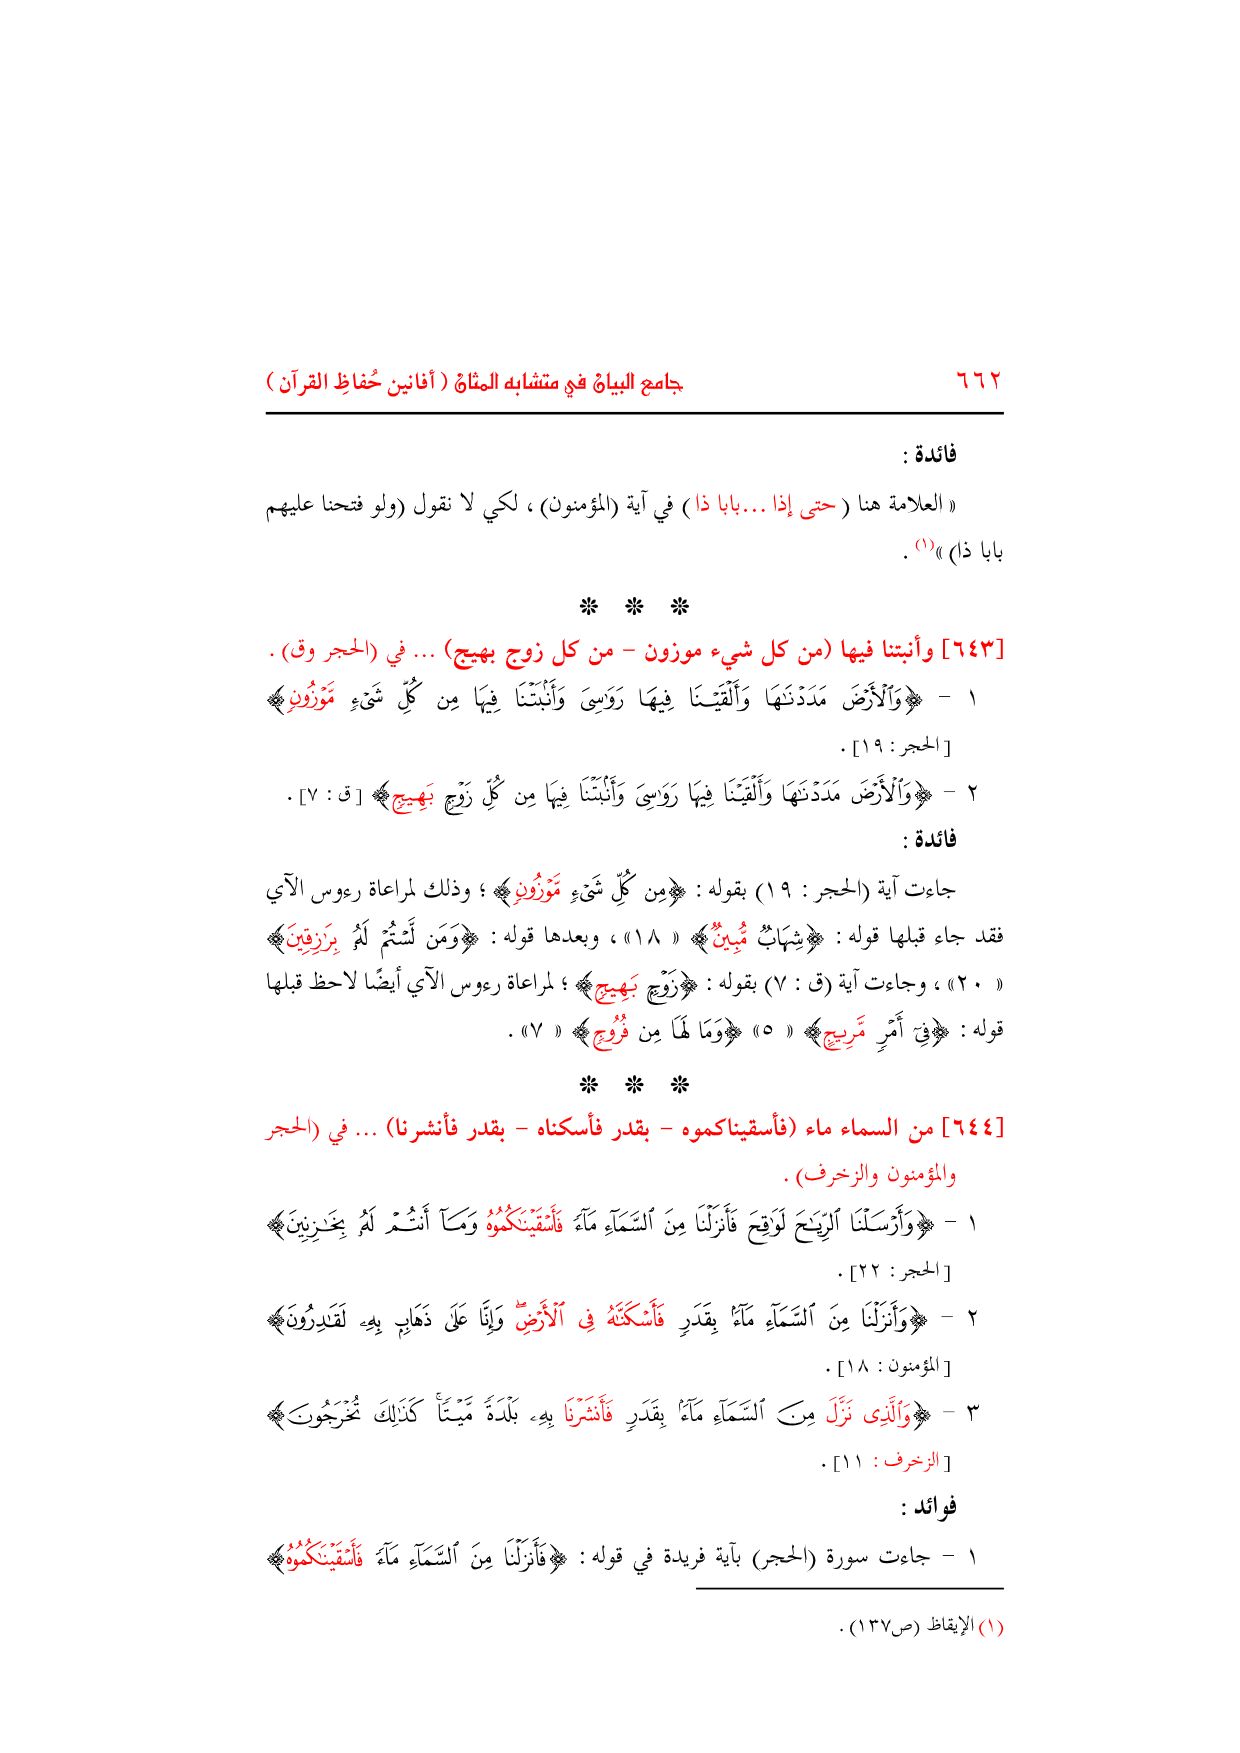 ٦٦٢ جامع البيان في متشابه المثان ( أفانين حُفاظِ القرآن )
فائدة :
« العلامة هنا ( حتى إذا ...بابا ذا ) في آية (المؤمنون) ، لكي لا نقول (ولو فتحنا عليهم
بابا ذا) »(١) .
* * *
[٦٤٣] وأنبتنا فيها (من كل شيء موزون – من كل زوج بهيج) ... في (الحجر وق) .
١ – ﴿وَٱلْأَرْضَ مَدَدْنَٰهَا وَأَلْقَيْنَا فِيهَا رَوَٰسِىَ وَأَنۢبَتْنَا فِيهَا مِن كُلِّ شَىْءٍ مَّوْزُونٍ﴾
[الحجر : ١٩] .
٢ – ﴿وَٱلْأَرْضَ مَدَدْنَٰهَا وَأَلْقَيْنَا فِيهَا رَوَٰسِىَ وَأَنۢبَتْنَا فِيهَا مِن كُلِّ زَوْجٍۭ بَهِيجٍ﴾ [ق : ٧] .
فائدة :
جاءت آية (الحجر : ١٩) بقوله : ﴿مِن كُلِّ شَىْءٍ مَّوْزُونٍ﴾ ؛ وذلك لمراعاة رءوس الآي
فقد جاء قبلها قوله : ﴿شِهَابٌ مُّبِينٌ﴾ « ١٨» ، وبعدها قوله : ﴿وَمَن لَّسْتُمْ لَهُۥ بِرَٰزِقِينَ﴾
« ٢٠» ، وجاءت آية (ق : ٧) بقوله : ﴿زَوْجٍۭ بَهِيجٍ﴾ ؛ لمراعاة رءوس الآي أيضًا لاحظ قبلها
قوله : ﴿فِىٓ أَمْرٍ مَّرِيجٍ﴾ « ٥» ﴿وَمَا لَهَا مِن فُرُوجٍ﴾ « ٧» .
* * *
[٦٤٤] من السماء ماء (فأسقيناكموه – بقدر فأسكناه – بقدر فأنشرنا) ... في (الحجر
والمؤمنون والزخرف) .
١ – ﴿وَأَرْسَلْنَا ٱلرِّيَٰحَ لَوَٰقِحَ فَأَنزَلْنَا مِنَ ٱلسَّمَآءِ مَآءً فَأَسْقَيْنَٰكُمُوهُ وَمَآ أَنتُمْ لَهُۥ بِخَٰزِنِينَ﴾
[الحجر : ٢٢] .
٢ – ﴿وَأَنزَلْنَا مِنَ ٱلسَّمَآءِ مَآءًۢ بِقَدَرٍ فَأَسْكَنَّٰهُ فِى ٱلْأَرْضِ ۖ وَإِنَّا عَلَىٰ ذَهَابٍۭ بِهِۦ لَقَٰدِرُونَ﴾
[المؤمنون : ١٨] .
٣ – ﴿وَٱلَّذِى نَزَّلَ مِنَ ٱلسَّمَآءِ مَآءًۢ بِقَدَرٍ فَأَنشَرْنَا بِهِۦ بَلْدَةً مَّيْتًا ۚ كَذَٰلِكَ تُخْرَجُونَ﴾
[الزخرف : ١١] .
فوائد :
١ – جاءت سورة (الحجر) بآية فريدة في قوله : ﴿فَأَنزَلْنَا مِنَ ٱلسَّمَآءِ مَآءً فَأَسْقَيْنَٰكُمُوهُ﴾
(١) الإيقاظ (ص١٣٧) .